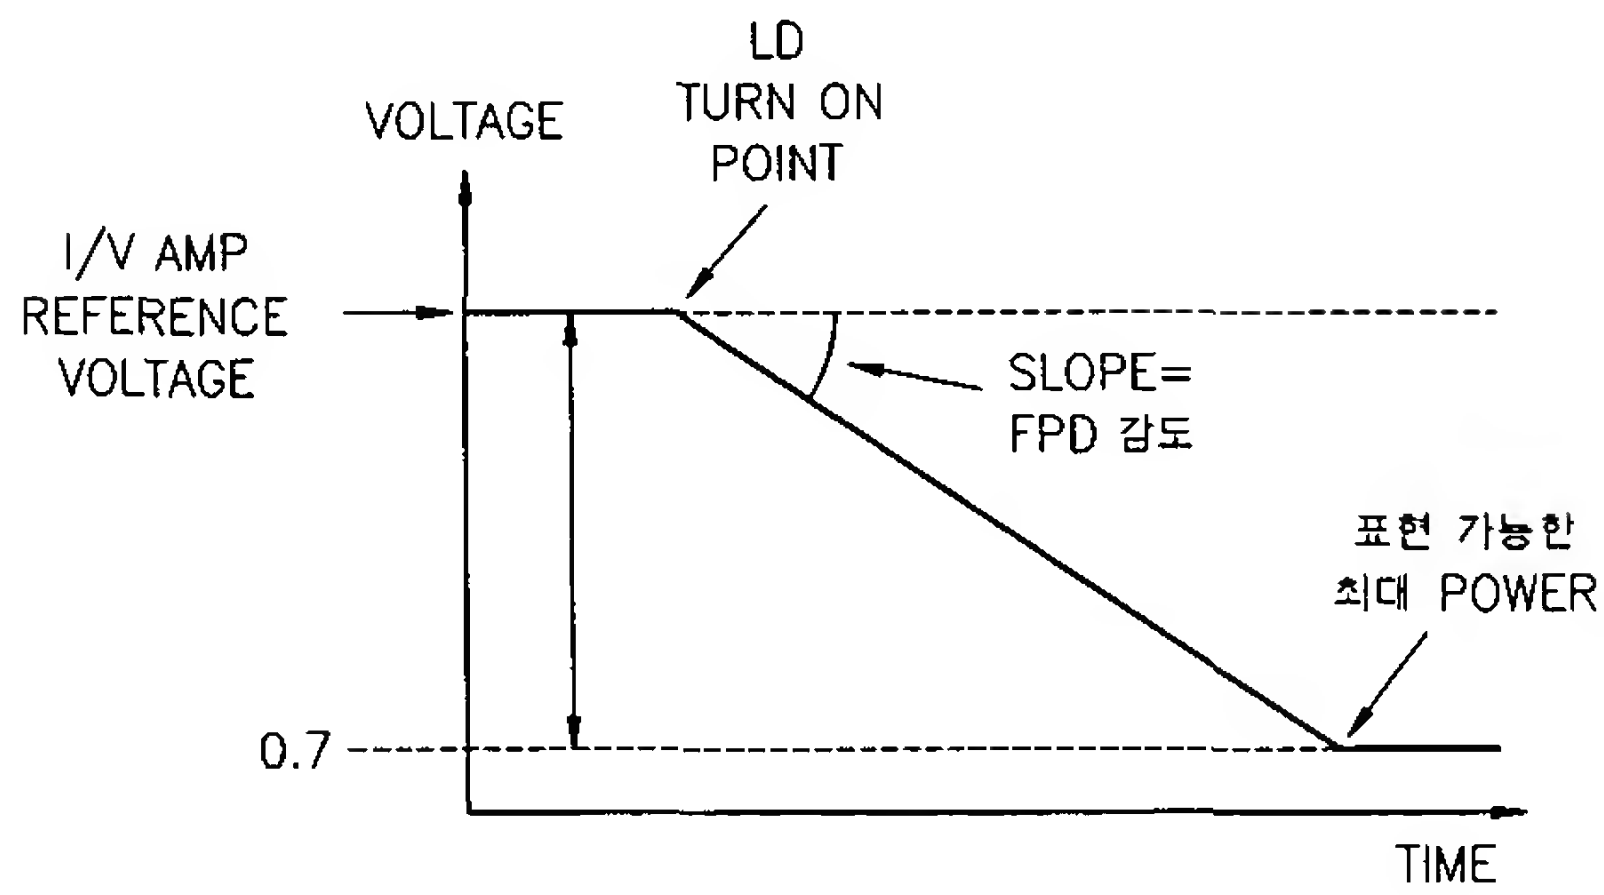 LD
TURN ON
POINT
VOLTAGE
I/V AMP
REFERENCE
VOLTAGE
SLOPE=
FPD 감도
표현 가능한
최대 POWER
0.7
TIME